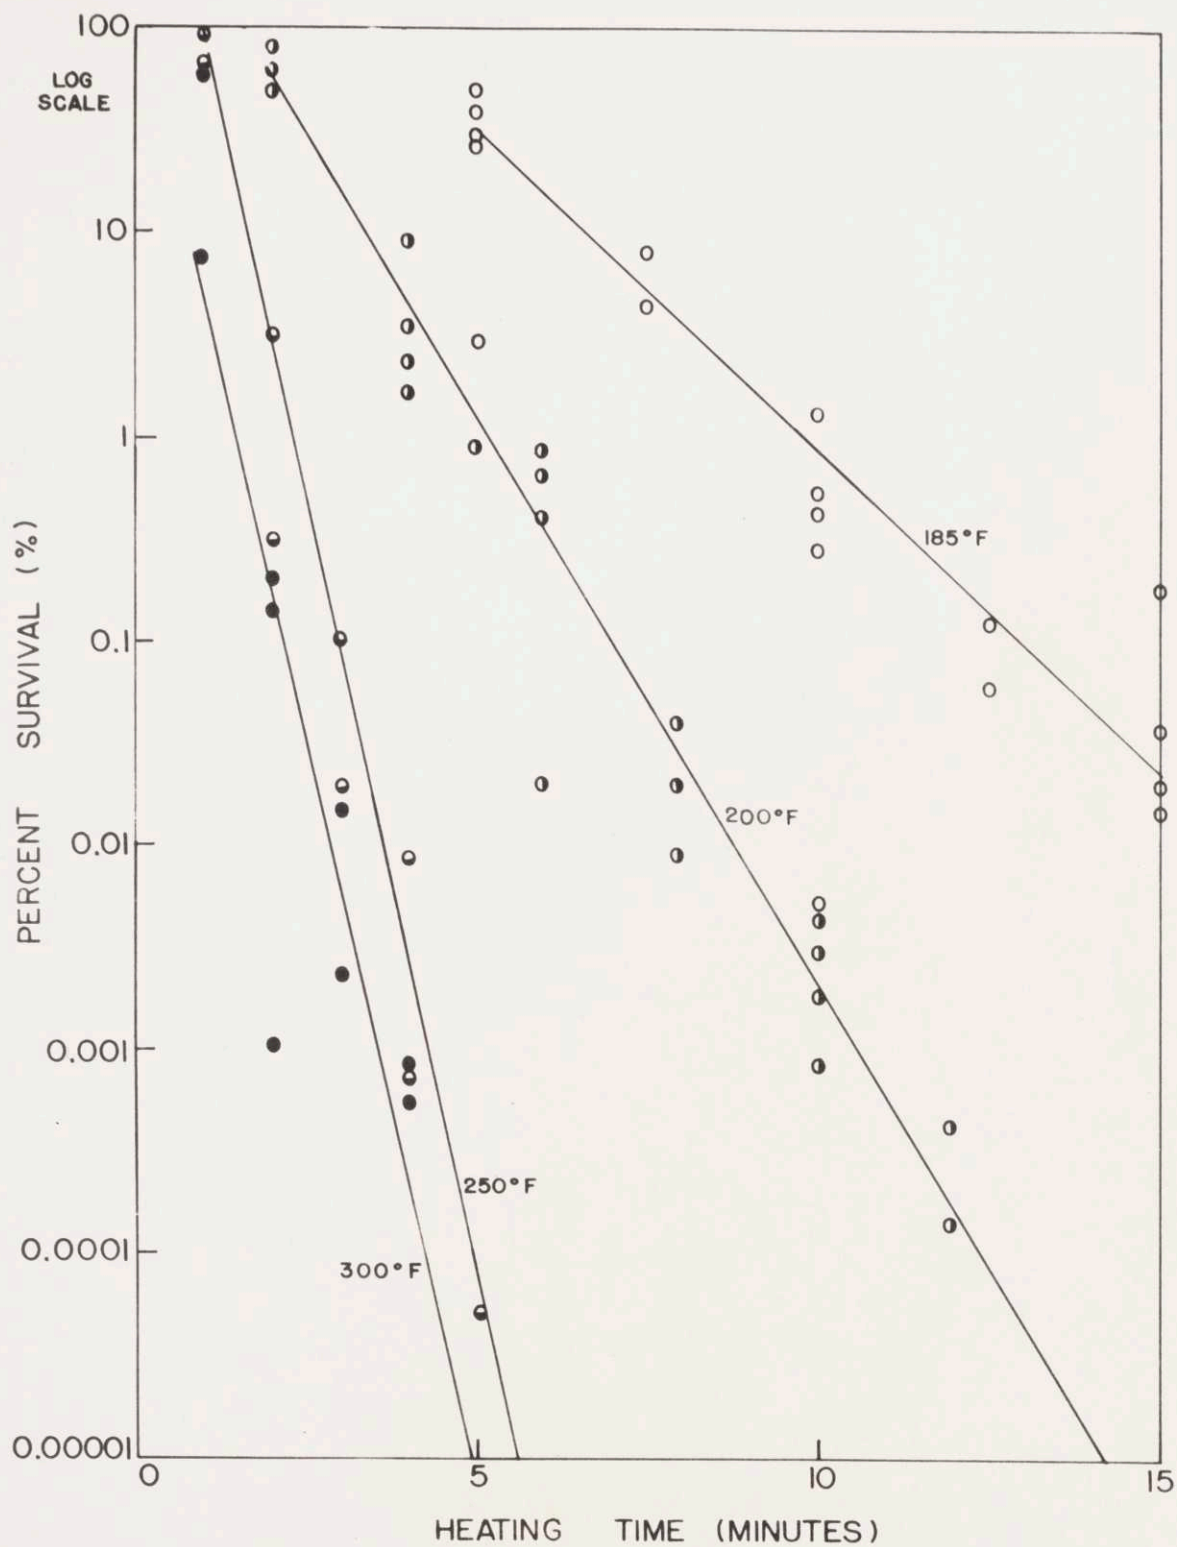 100
LOG
SCALE
10
1
0.1
0.01
0.001
0.0001
0.00001
PERCENT SURVIVAL (%)
185°F
200°F
250°F
300°F
0 5 10 15
HEATING TIME (MINUTES)